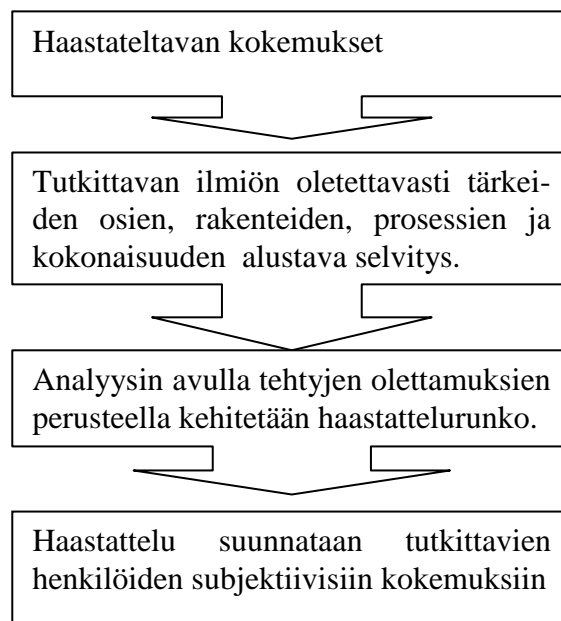 Haastateltavan kokemukset
Tutkittavan ilmiön oletettavasti tärkei-
den osien, rakenteiden, prosessien ja
kokonaisuuden alustava selvitys.
Analyysin avulla tehtyjen olettamuksien
perusteella kehitetään haastattelurunko.
Haastattelu suunnataan tutkittavien
henkilöiden subjektiivisiin kokemuksiin